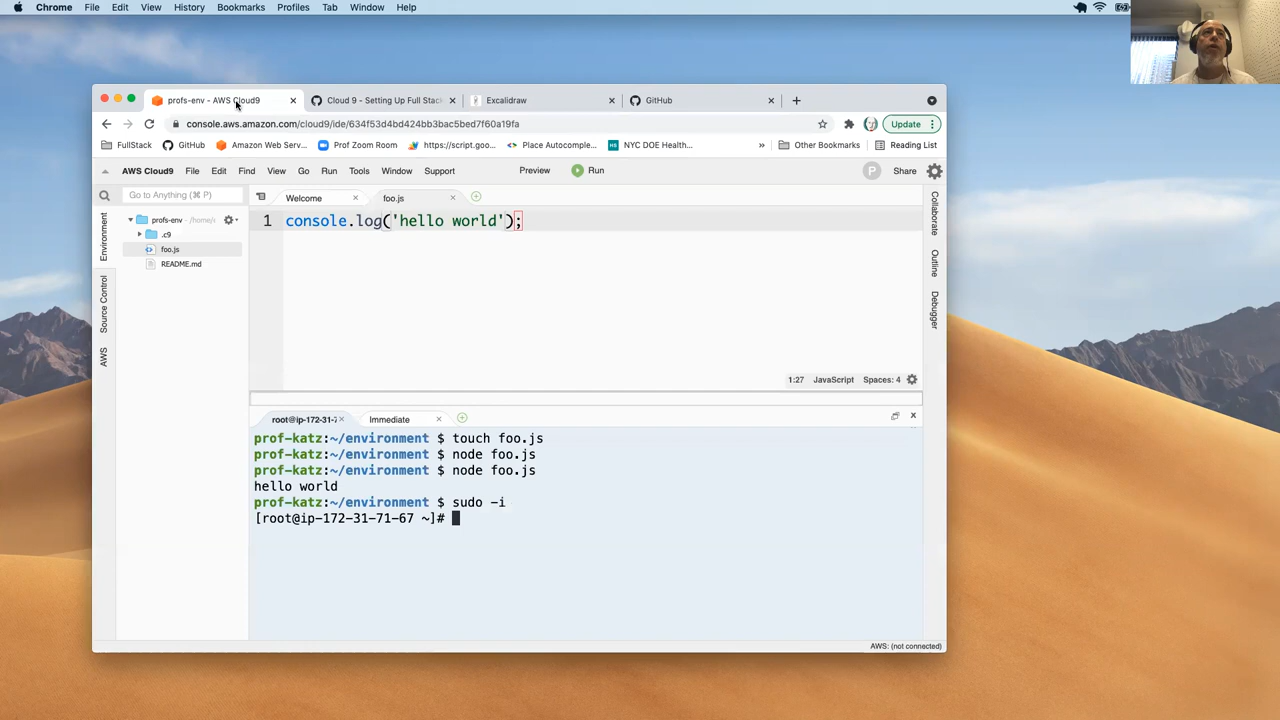 Chrome File Edit View History Bookmarks Profiles Tab Window Help
profs-env - AWS Cloud9 Cloud 9 - Setting Up Full Stack Excalidraw GitHub
console.aws.amazon.com/cloud9/ide/634f53d4bd424bb3bac5bed7f60a19fa Update
FullStack GitHub Amazon Web Serv... Prof Zoom Room https://script.goo... Place Autocomple... NYC DOE Health... » Other Bookmarks Reading List
AWS Cloud9 File Edit Find View Go Run Tools Window Support Preview Run P Share
Go to Anything (⌘ P) Welcome foo.js
Environment
Source Control
AWS
profs-env - /home/
.c9
foo.js
README.md
1 console.log('hello world');
Collaborate
Outline
Debugger
1:27 JavaScript Spaces: 4
root@ip-172-31-7 Immediate
prof-katz:~/environment $ touch foo.js
prof-katz:~/environment $ node foo.js
prof-katz:~/environment $ node foo.js
hello world
prof-katz:~/environment $ sudo -i
[root@ip-172-31-71-67 ~]#
AWS: (not connected)